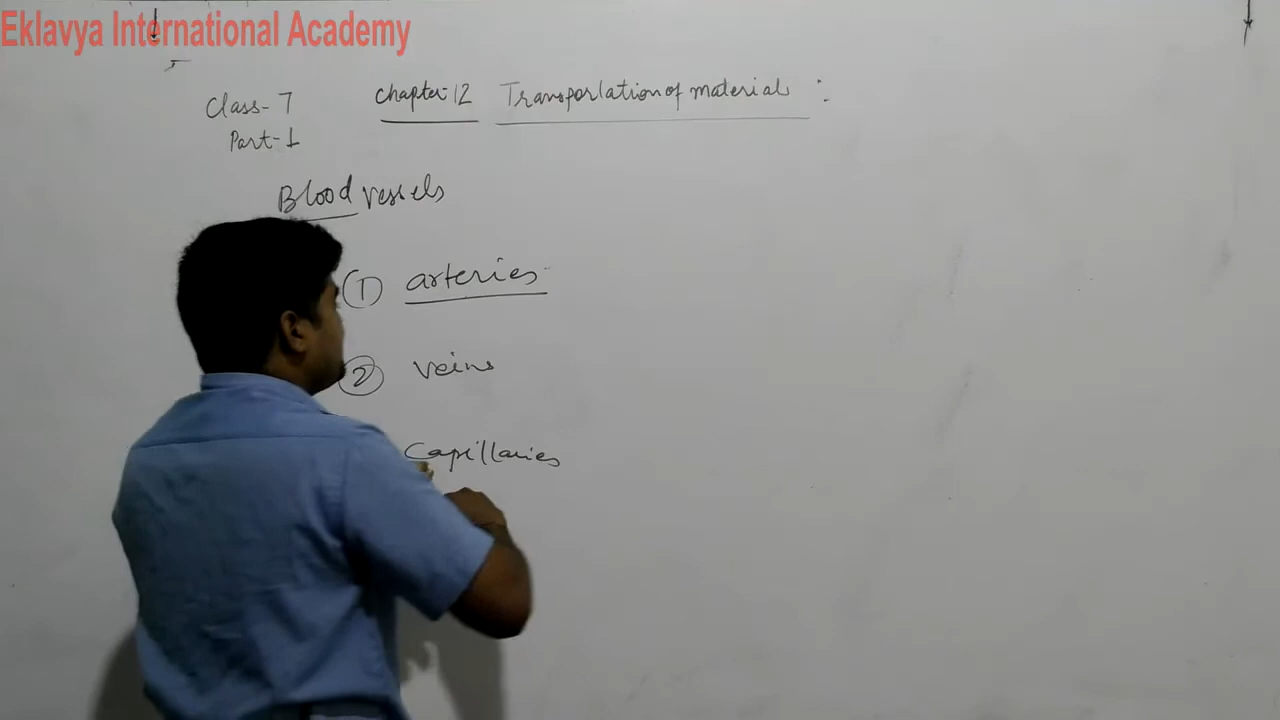 Eklavya International Academy
Class-7 Chapter-12 Transportation of materials :
Part-1
Blood vessels
(1) arteries
(2) veins
Capillaries